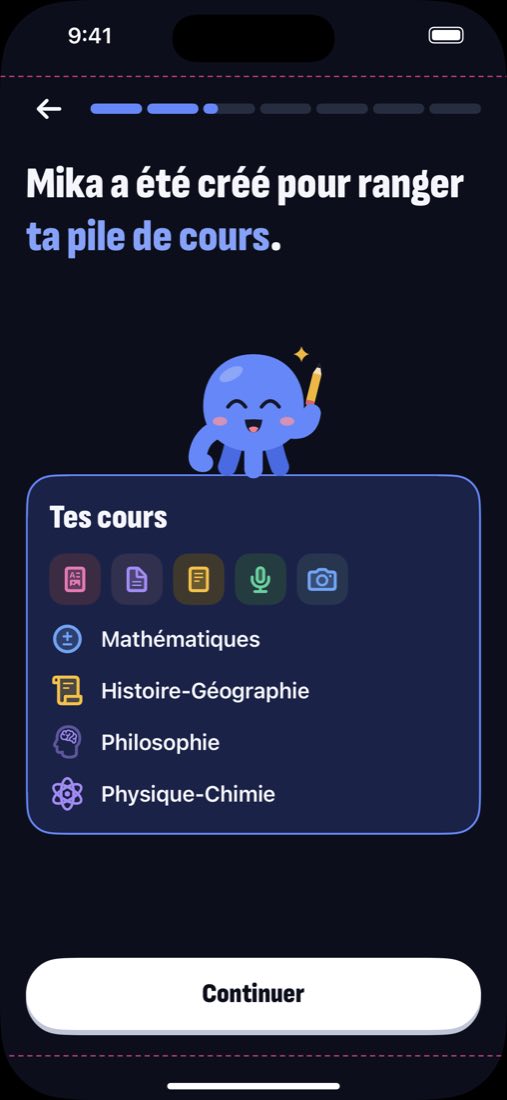 9:41
Mika a été créé pour ranger
ta pile de cours.
Tes cours
Mathématiques
Histoire-Géographie
Philosophie
Physique-Chimie
Continuer